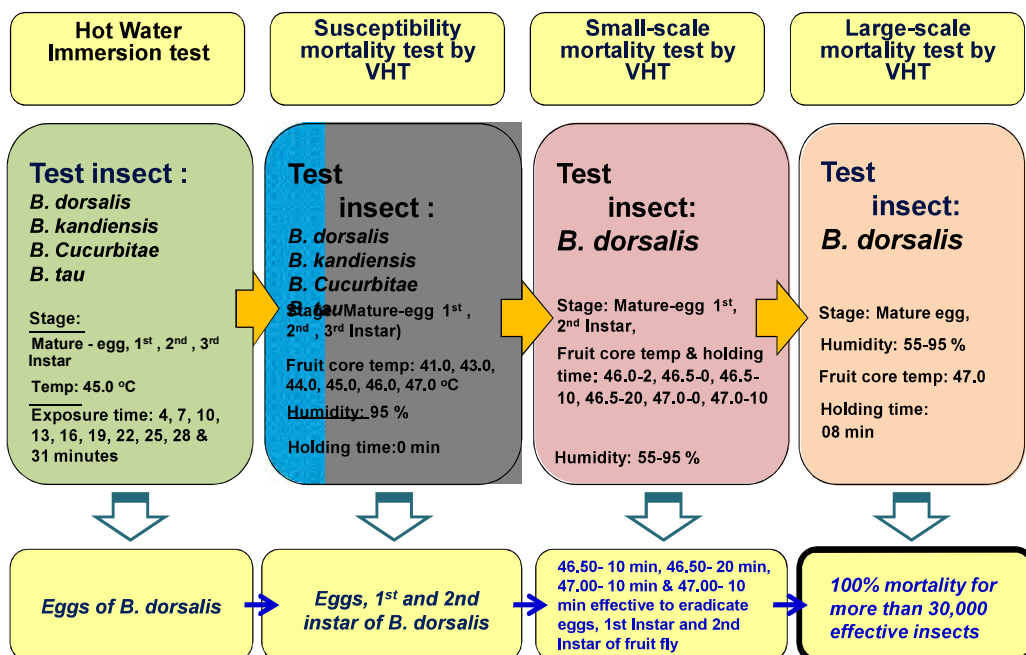 Hot Water
Immersion test
Susceptibility
mortality test by
VHT
Small-scale
mortality test by
VHT
Large-scale
mortality test by
VHT
Test insect :
B. dorsalis
B. kandiensis
B. Cucurbitae
B. tau
Stage:
Mature - egg, 1st , 2nd , 3rd
Instar
Temp: 45.0 ºC
Exposure time: 4, 7, 10,
13, 16, 19, 22, 25, 28 &
31 minutes
Test
insect :
B. dorsalis
B. kandiensis
B. Cucurbitae
B. tau
Stage: Mature-egg 1st ,
2nd , 3rd Instar)
Fruit core temp: 41.0, 43.0,
44.0, 45.0, 46.0, 47.0 ºC
Humidity: 95 %
Holding time:0 min
Test
insect:
B. dorsalis
Stage: Mature-egg 1st,
2nd Instar,
Fruit core temp & holding
time: 46.0-2, 46.5-0, 46.5-
10, 46.5-20, 47.0-0, 47.0-10
Humidity: 55-95 %
Test
insect:
B. dorsalis
Stage: Mature egg,
Humidity: 55-95 %
Fruit core temp: 47.0
Holding time:
08 min
Eggs of B. dorsalis
Eggs, 1st and 2nd
instar of B. dorsalis
46.50- 10 min, 46.50- 20 min,
47.00- 10 min & 47.00- 10
min effective to eradicate
eggs, 1st Instar and 2nd
Instar of fruit fly
100% mortality for
more than 30,000
effective insects